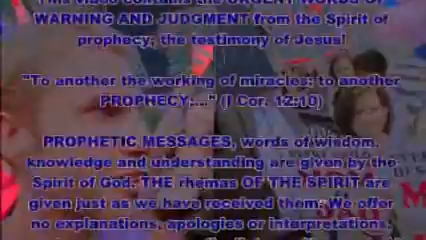 This video contains the URGENT WORDS OF
WARNING AND JUDGMENT from the Spirit of
prophecy, the testimony of Jesus!
"To another the working of miracles; to another
PROPHECY;..." (I Cor. 12:10)
PROPHETIC MESSAGES, words of wisdom,
knowledge and understanding are given by the
Spirit of God. THE rhemas OF THE SPIRIT are
given just as we have received them. We offer
no explanations, apologies or interpretations;